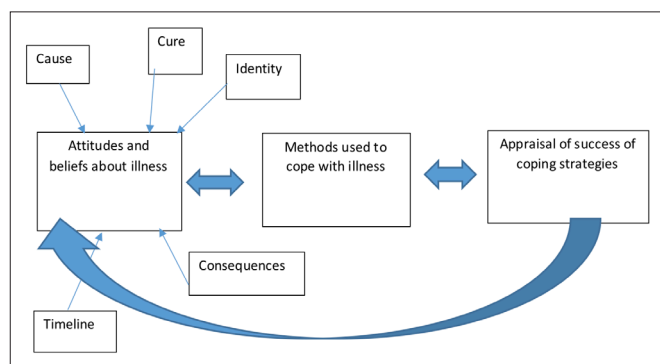 Cure
Cause
Identity
Attitudes and
beliefs about illness
Methods used to
cope with illness
Appraisal of success of
coping strategies
Consequences
Timeline